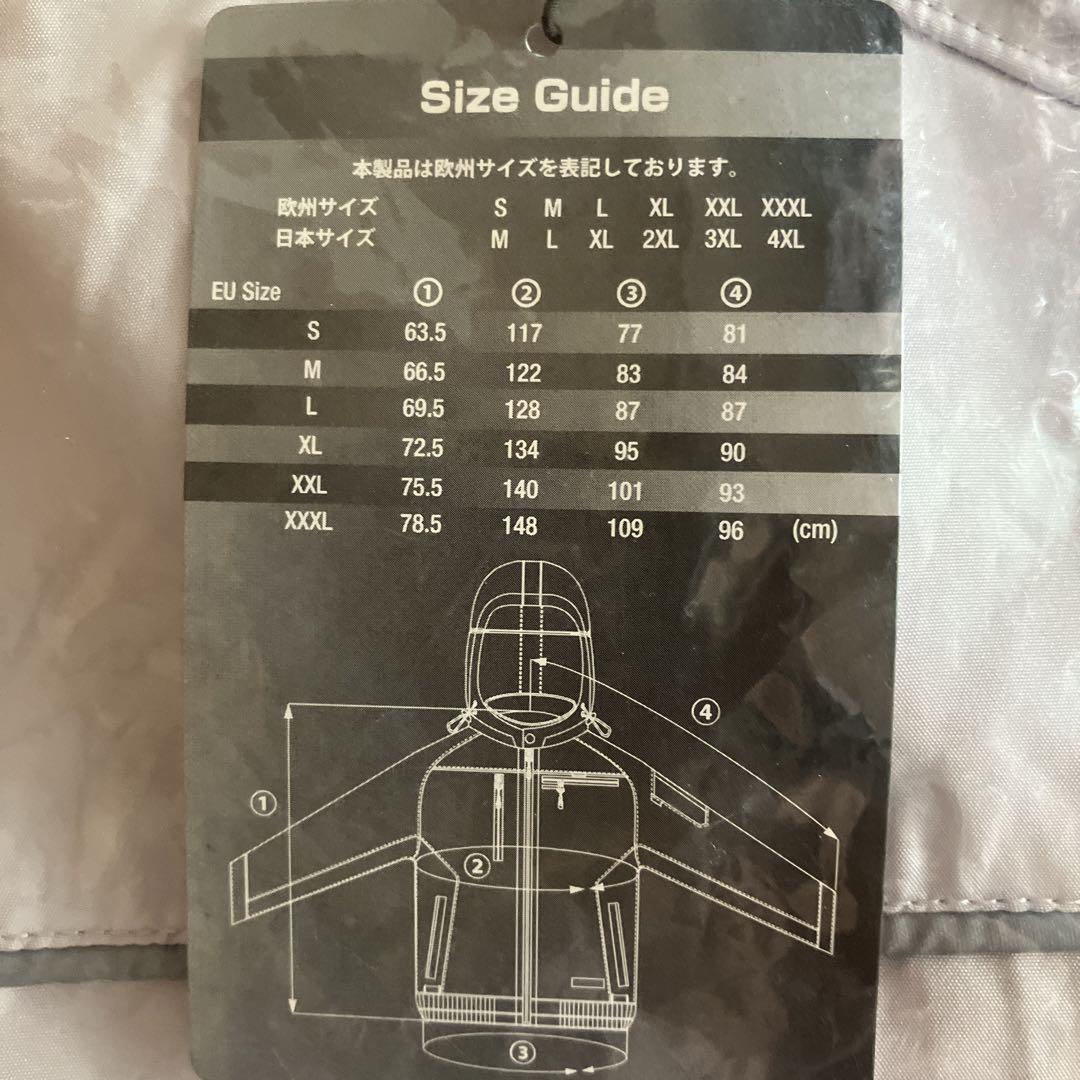 Size Guide
本製品は欧州サイズを表記しております。
欧州サイズ S M L XL XXL XXXL
日本サイズ M L XL 2XL 3XL 4XL
EU Size ① ② ③ ④
S 63.5 117 77 81
M 66.5 122 83 84
L 69.5 128 87 87
XL 72.5 134 95 90
XXL 75.5 140 101 93
XXXL 78.5 148 109 96 (cm)
④
①
②
③